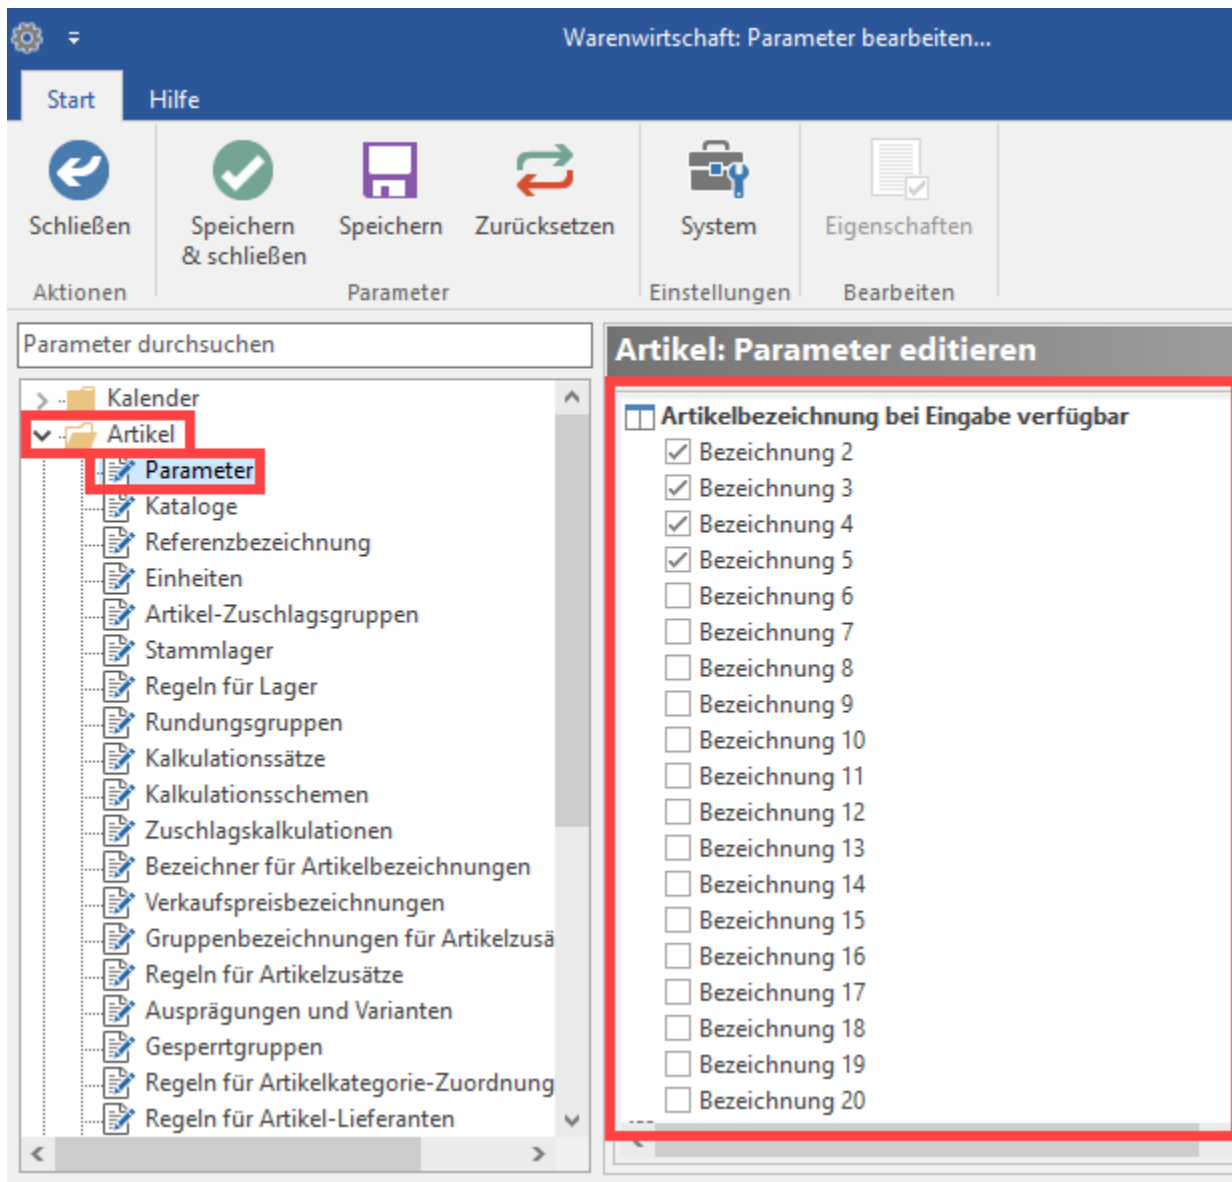 Warenwirtschaft: Parameter bearbeiten...
Start Hilfe
Schließen
Speichern
& schließen
Speichern
Zurücksetzen
System
Eigenschaften
Aktionen
Parameter
Einstellungen
Bearbeiten
Parameter durchsuchen
Kalender
Artikel
Parameter
Kataloge
Referenzbezeichnung
Einheiten
Artikel-Zuschlagsgruppen
Stammlager
Regeln für Lager
Rundungsgruppen
Kalkulationssätze
Kalkulationsschemen
Zuschlagskalkulationen
Bezeichner für Artikelbezeichnungen
Verkaufspreisbezeichnungen
Gruppenbezeichnungen für Artikelzusä
Regeln für Artikelzusätze
Ausprägungen und Varianten
Gesperrtgruppen
Regeln für Artikelkategorie-Zuordnung
Regeln für Artikel-Lieferanten
Artikel: Parameter editieren
Artikelbezeichnung bei Eingabe verfügbar
Bezeichnung 2
Bezeichnung 3
Bezeichnung 4
Bezeichnung 5
Bezeichnung 6
Bezeichnung 7
Bezeichnung 8
Bezeichnung 9
Bezeichnung 10
Bezeichnung 11
Bezeichnung 12
Bezeichnung 13
Bezeichnung 14
Bezeichnung 15
Bezeichnung 16
Bezeichnung 17
Bezeichnung 18
Bezeichnung 19
Bezeichnung 20